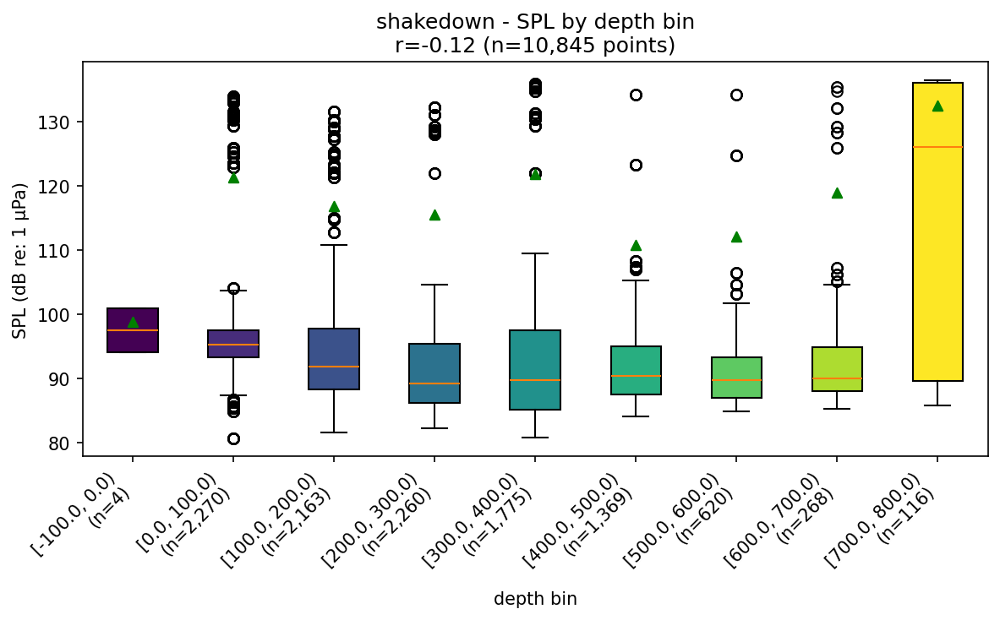 shakedown - SPL by depth bin
r=-0.12 (n=10,845 points)
SPL (dB re: 1 μPa)
130
120
110
100
90
80
[-100.0, 0.0)
(n=4)
[0.0, 100.0)
(n=2,270)
[100.0, 200.0)
(n=2,163)
[200.0, 300.0)
(n=2,260)
[300.0, 400.0)
(n=1,775)
[400.0, 500.0)
(n=1,369)
[500.0, 600.0)
(n=620)
[600.0, 700.0)
(n=268)
[700.0, 800.0)
(n=116)
depth bin